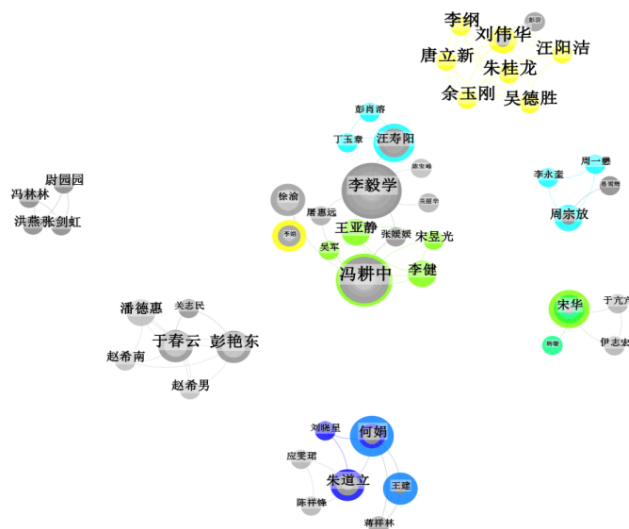 李纲
彭蔚
刘伟华
唐立新
汪阳洁
朱桂龙
余玉刚
吴德胜
彭肖蓉
丁玉章
汪寿阳
李毅学
徐渝
屠惠远
王亚静
张媛媛
宋昱光
吴军
冯耕中
李健
周一懋
李永奎
周宗放
尉园园
冯林林
洪燕
张剑虹
宋华
于亢亢
伊志宏
潘德惠
关志民
于春云
彭艳东
赵希南
赵希男
刘晓星
何娟
应雯珺
朱道立
王建
陈祥锋
蒋祥林